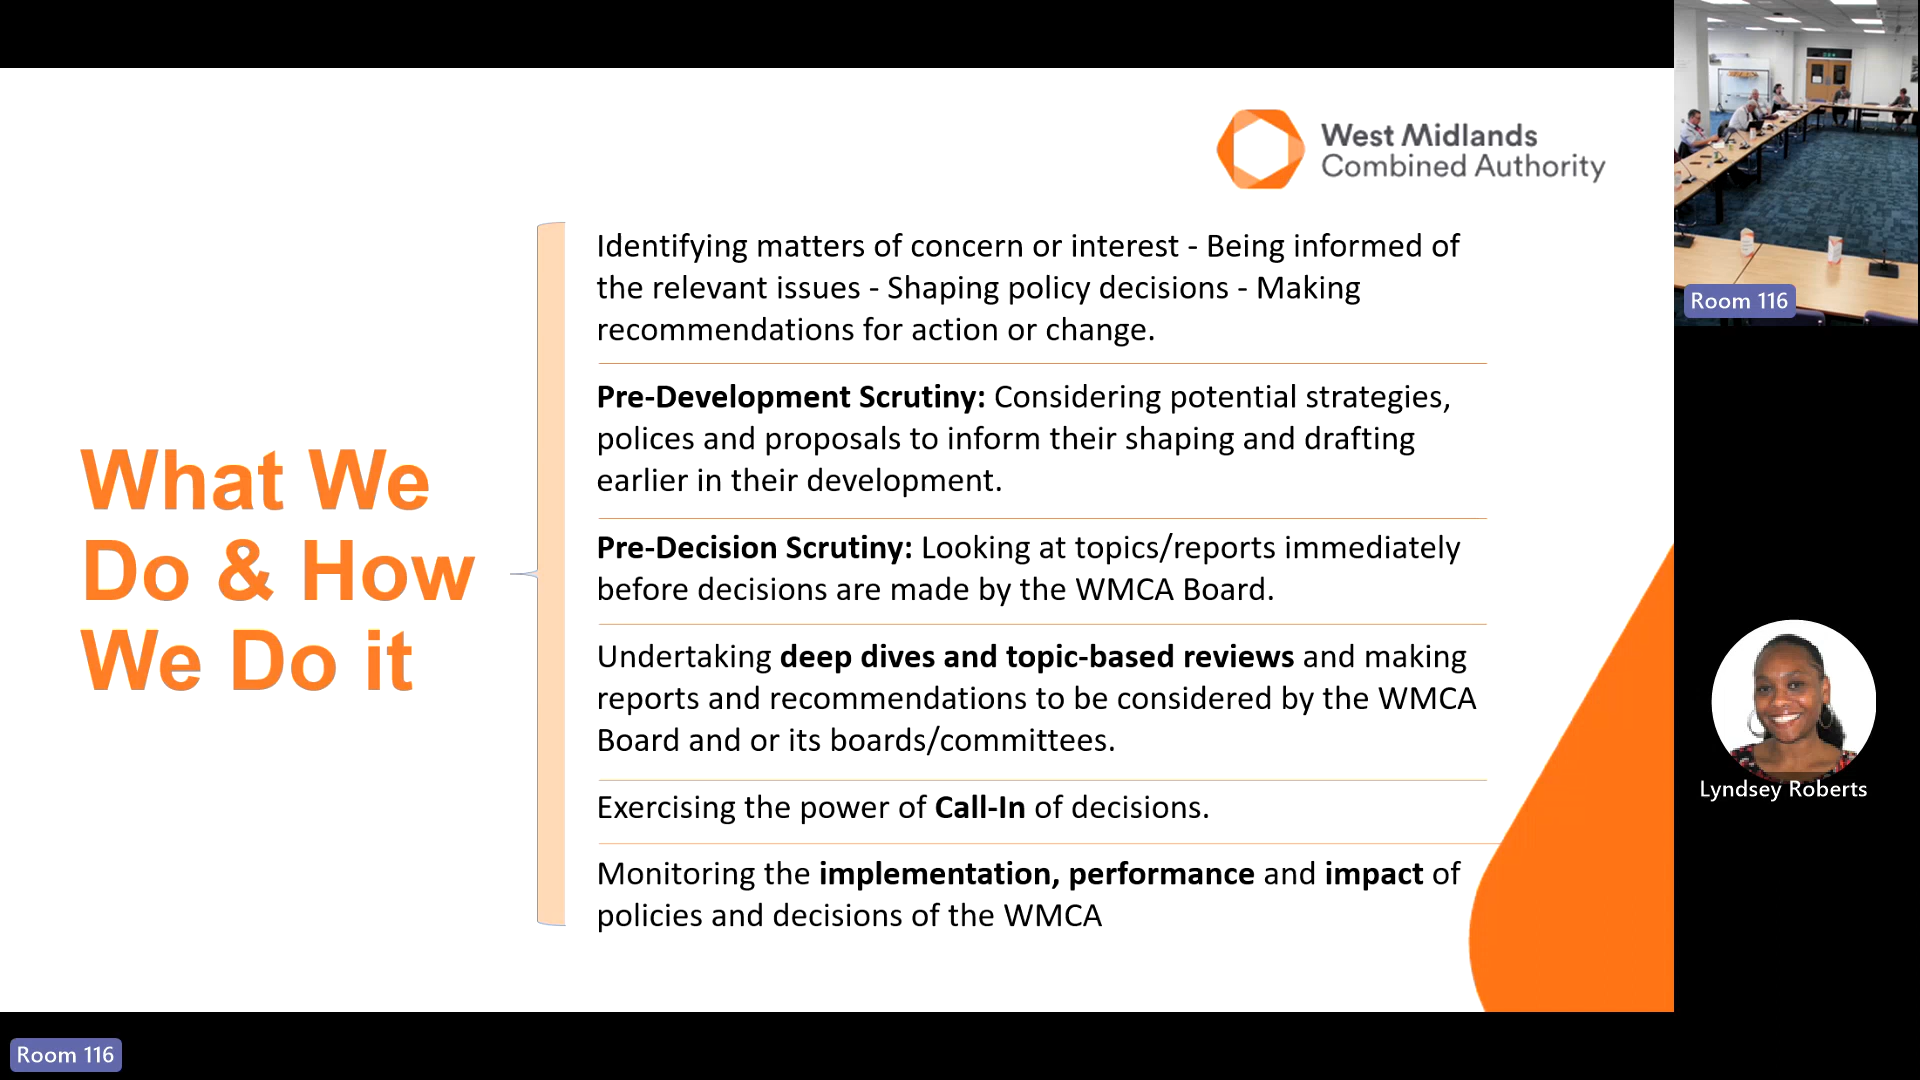 West Midlands
Combined Authority
What We
Do & How
We Do it
Identifying matters of concern or interest - Being informed of
the relevant issues - Shaping policy decisions - Making
recommendations for action or change.
Pre-Development Scrutiny: Considering potential strategies,
polices and proposals to inform their shaping and drafting
earlier in their development.
Pre-Decision Scrutiny: Looking at topics/reports immediately
before decisions are made by the WMCA Board.
Undertaking deep dives and topic-based reviews and making
reports and recommendations to be considered by the WMCA
Board and or its boards/committees.
Exercising the power of Call-In of decisions.
Monitoring the implementation, performance and impact of
policies and decisions of the WMCA
Room 116
Lyndsey Roberts
Room 116